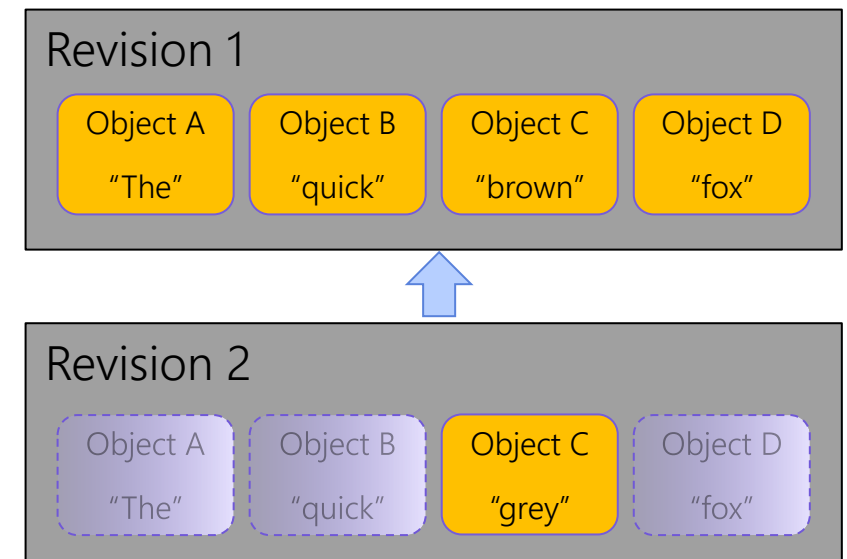 Revision 1
Object A Object B Object C Object D
“The” “quick” “brown” “fox”
Revision 2
Object A Object B Object C Object D
“The” “quick” “grey” “fox”